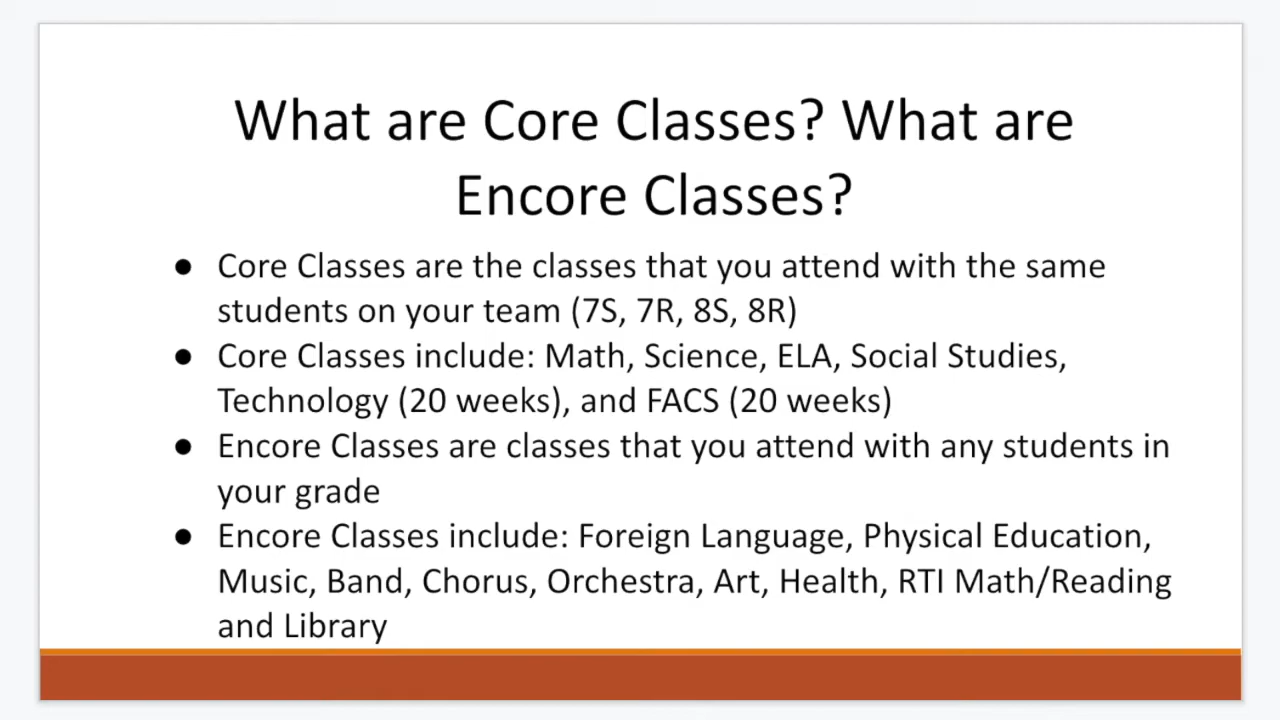 What are Core Classes? What are
Encore Classes?
● Core Classes are the classes that you attend with the same
students on your team (7S, 7R, 8S, 8R)
● Core Classes include: Math, Science, ELA, Social Studies,
Technology (20 weeks), and FACS (20 weeks)
● Encore Classes are classes that you attend with any students in
your grade
● Encore Classes include: Foreign Language, Physical Education,
Music, Band, Chorus, Orchestra, Art, Health, RTI Math/Reading
and Library